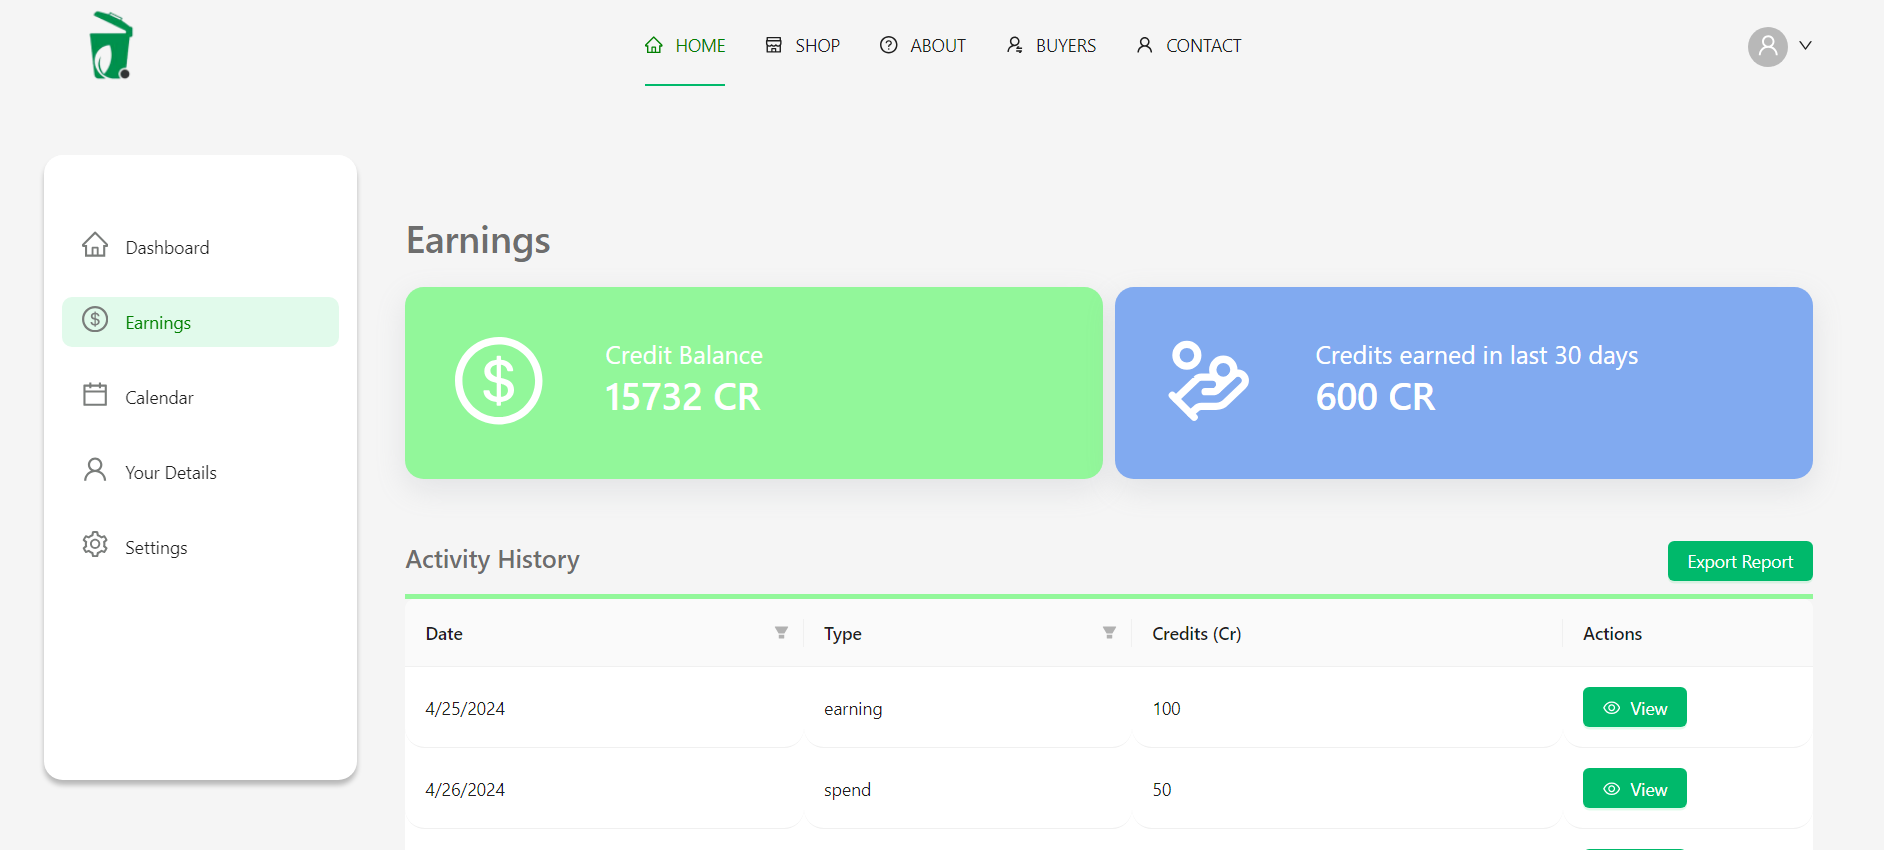 HOME SHOP ABOUT BUYERS CONTACT
Dashboard
Earnings
Calendar
Your Details
Settings
Earnings
Credit Balance
15732 CR
Credits earned in last 30 days
600 CR
Activity History
Export Report
Date Type Credits (Cr) Actions
4/25/2024 earning 100 View
4/26/2024 spend 50 View